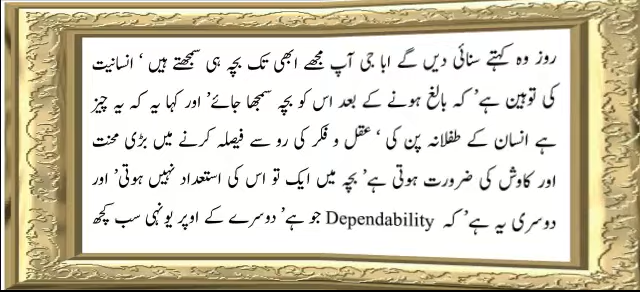 روز وہ کہتے سنائی دیں گے ابا جی آپ مجھے ابھی تک بچہ ہی سمجھتے ہیں ‘ انسانیت
کی توہین ہے’ کہ بالغ ہونے کے بعد اس کو بچہ سمجھا جائے’ اور کہا یہ کہ یہ چیز
ہے انسان کے طفلانہ پن کی ‘ عقل و فکر کی رو سے فیصلہ کرنے میں بڑی محنت
اور کاوش کی ضرورت ہوتی ہے’ بچہ میں ایک تو اس کی استعداد نہیں ہوتی’ اور
دوسری یہ ہے’ کہ Dependability جو ہے’ دوسرے کے اوپر یونہی سب کچھ